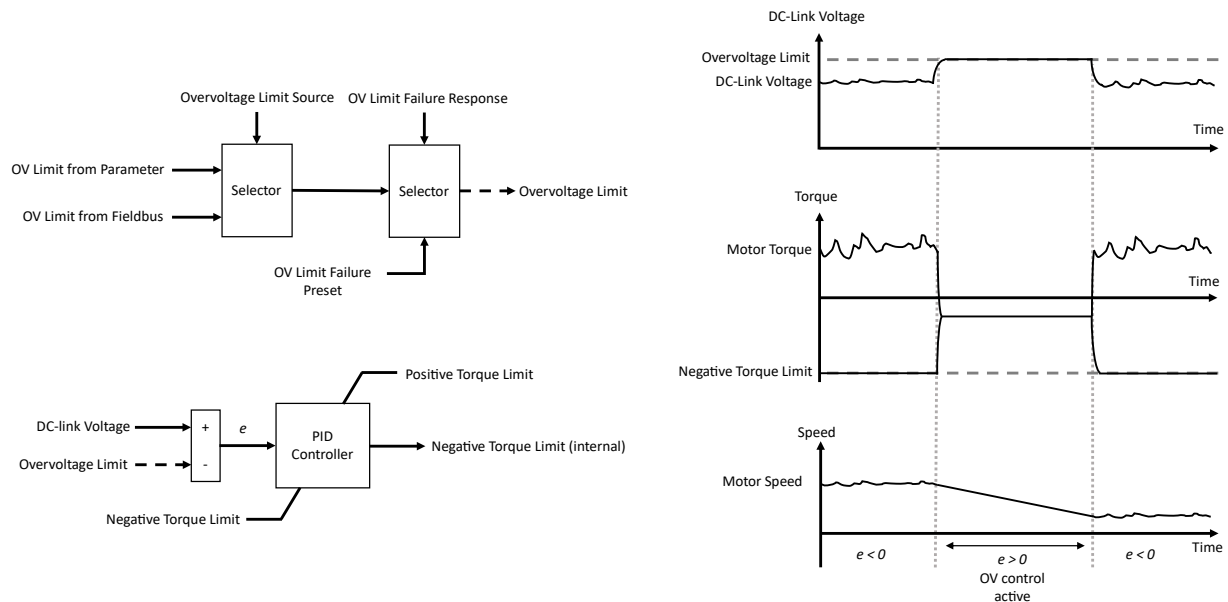 Overvoltage Limit Source
OV Limit Failure Response
OV Limit from Parameter
OV Limit from Fieldbus
Selector
Selector
Overvoltage Limit
OV Limit Failure
Preset
Positive Torque Limit
DC-link Voltage
Overvoltage Limit
+
-
e
PID
Controller
Negative Torque Limit (internal)
Negative Torque Limit
DC-Link Voltage
Overvoltage Limit
DC-Link Voltage
Time
Torque
Motor Torque
Time
Negative Torque Limit
Speed
Motor Speed
Time
e < 0
e > 0
e < 0
OV control
active